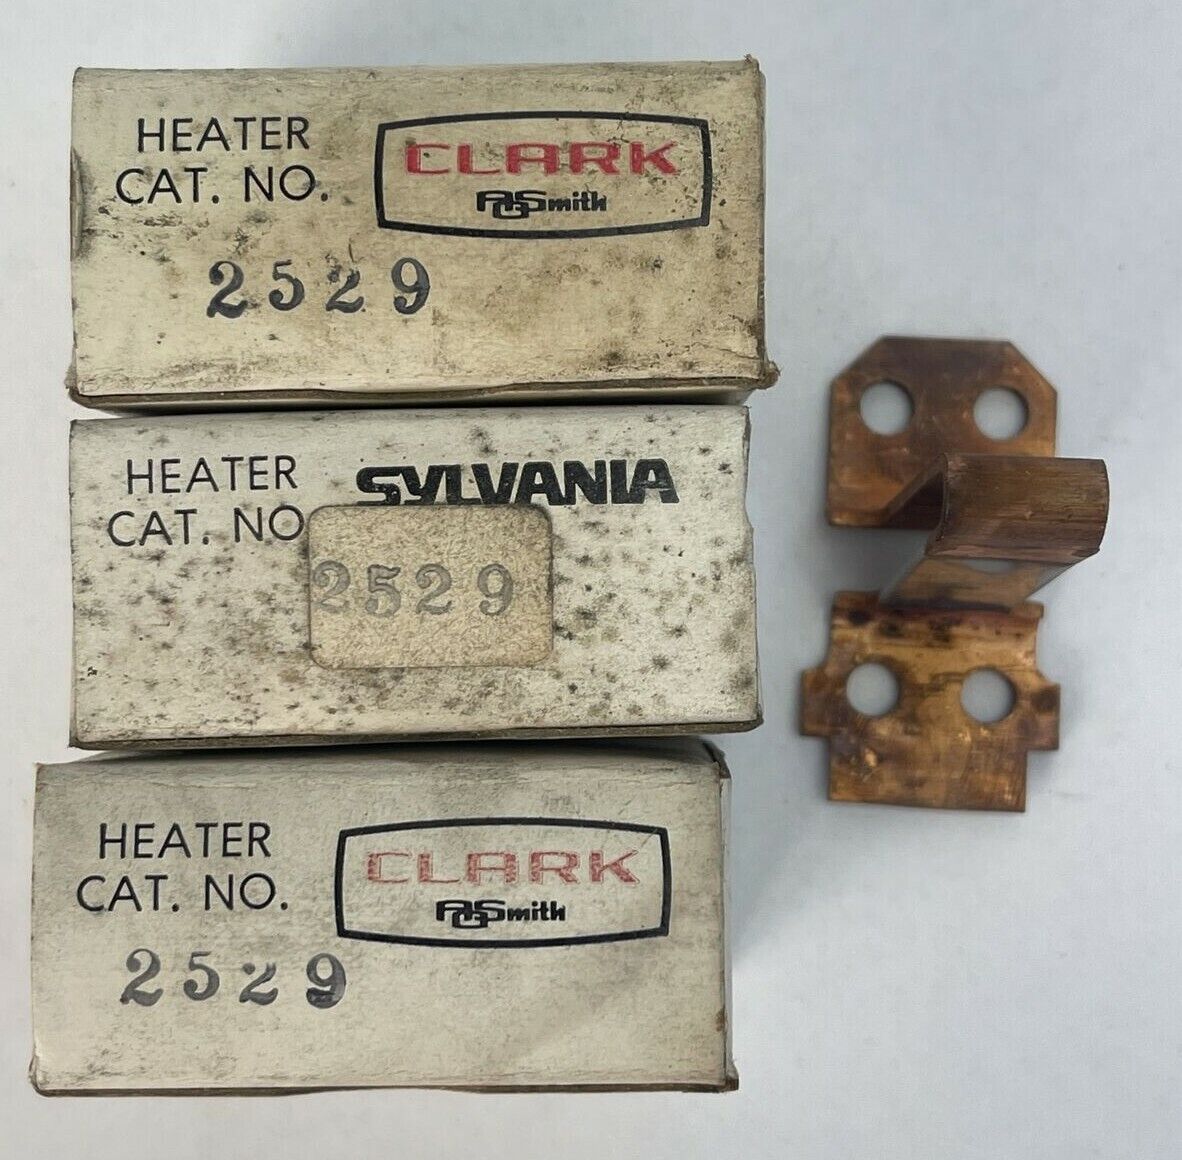 HEATER
CAT. NO.
CLARK
AOSmith
2529
HEATER
CAT. NO
SYLVANIA
2529
HEATER
CAT. NO.
CLARK
AOSmith
2529